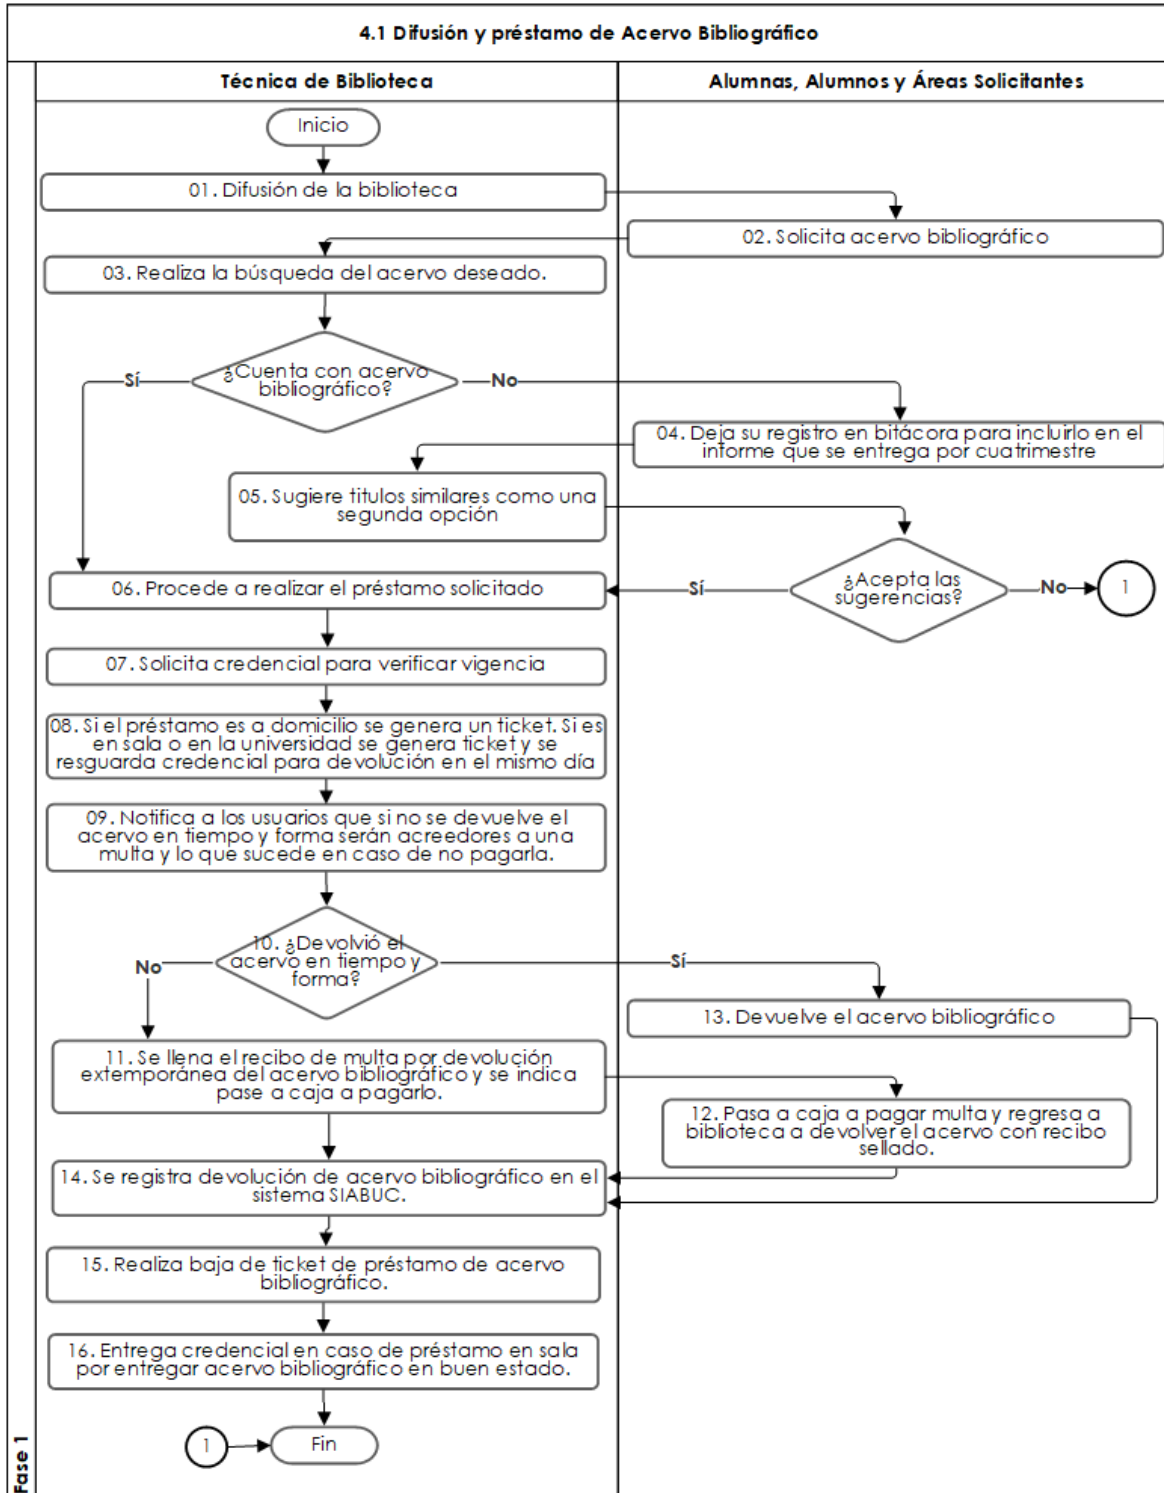 4.1 Difusión y préstamo de Acervo Bibliográfico
Técnica de Biblioteca
Alumnas, Alumnos y Áreas Solicitantes
Inicio
01. Difusión de la biblioteca
02. Solicita acervo bibliográfico
03. Realiza la búsqueda del acervo deseado.
¿Cuenta con acervo
bibliográfico?
Sí
No
04. Deja su registro en bitácora para incluirlo en el
informe que se entrega por cuatrimestre
05. Sugiere titulos similares como una
segunda opción
06. Procede a realizar el préstamo solicitado
Sí
¿Acepta las
sugerencias?
No
1
07. Solicita credencial para verificar vigencia
08. Si el préstamo es a domicilio se genera un ticket. Si es
en sala o en la universidad se genera ticket y se
resguarda credencial para devolución en el mismo día
09. Notifica a los usuarios que si no se devuelve el
acervo en tiempo y forma serán acreedores a una
multa y lo que sucede en caso de no pagarla.
10. ¿Devolvió el
acervo en tiempo y
forma?
No
Sí
13. Devuelve el acervo bibliográfico
11. Se llena el recibo de multa por devolución
extemporánea del acervo bibliográfico y se indica
pase a caja a pagarlo.
12. Pasa a caja a pagar multa y regresa a
biblioteca a devolver el acervo con recibo
sellado.
14. Se registra devolución de acervo bibliográfico en el
sistema SIABUC.
15. Realiza baja de ticket de préstamo de acervo
bibliográfico.
16. Entrega credencial en caso de préstamo en sala
por entregar acervo bibliográfico en buen estado.
1
Fin
Fase 1